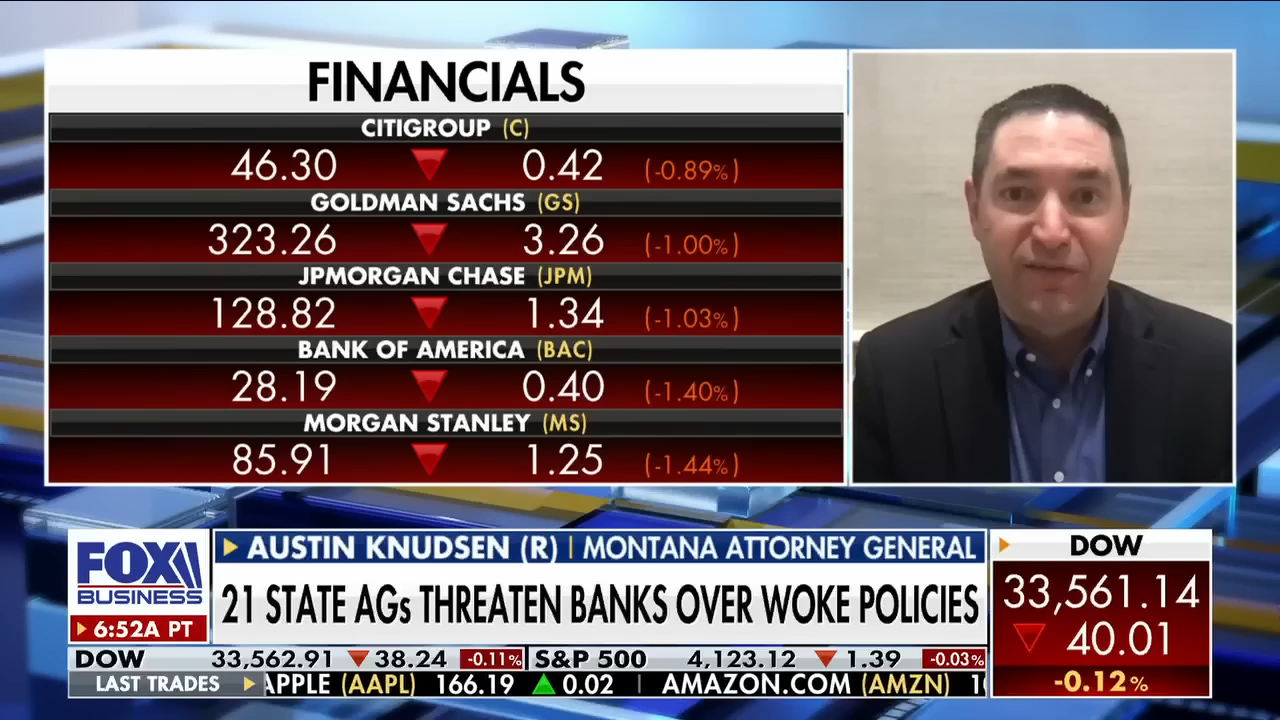 FINANCIALS
CITIGROUP (C)
46.30 ▼ 0.42 (-0.89%)
GOLDMAN SACHS (GS)
323.26 ▼ 3.26 (-1.00%)
JPMORGAN CHASE (JPM)
128.82 ▼ 1.34 (-1.03%)
BANK OF AMERICA (BAC)
28.19 ▼ 0.40 (-1.40%)
MORGAN STANLEY (MS)
85.91 ▼ 1.25 (-1.44%)
FOX
BUSINESS
6:52A PT
AUSTIN KNUDSEN (R) | MONTANA ATTORNEY GENERAL
21 STATE AGs THREATEN BANKS OVER WOKE POLICIES
DOW
33,561.14
▼ 40.01
-0.12%
DOW 33,562.91 ▼ 38.24 -0.11% S&P 500 4,123.12 ▼ 1.39 -0.03%
LAST TRADES APPLE (AAPL) 166.19 ▲ 0.02 | AMAZON.COM (AMZN)